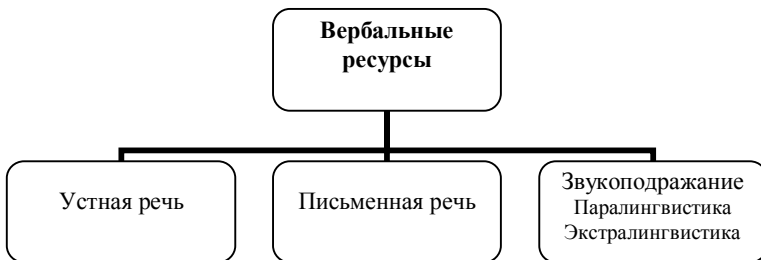 Вербальные
ресурсы
Устная речь
Письменная речь
Звукоподражание
Паралингвистика
Экстралингвистика